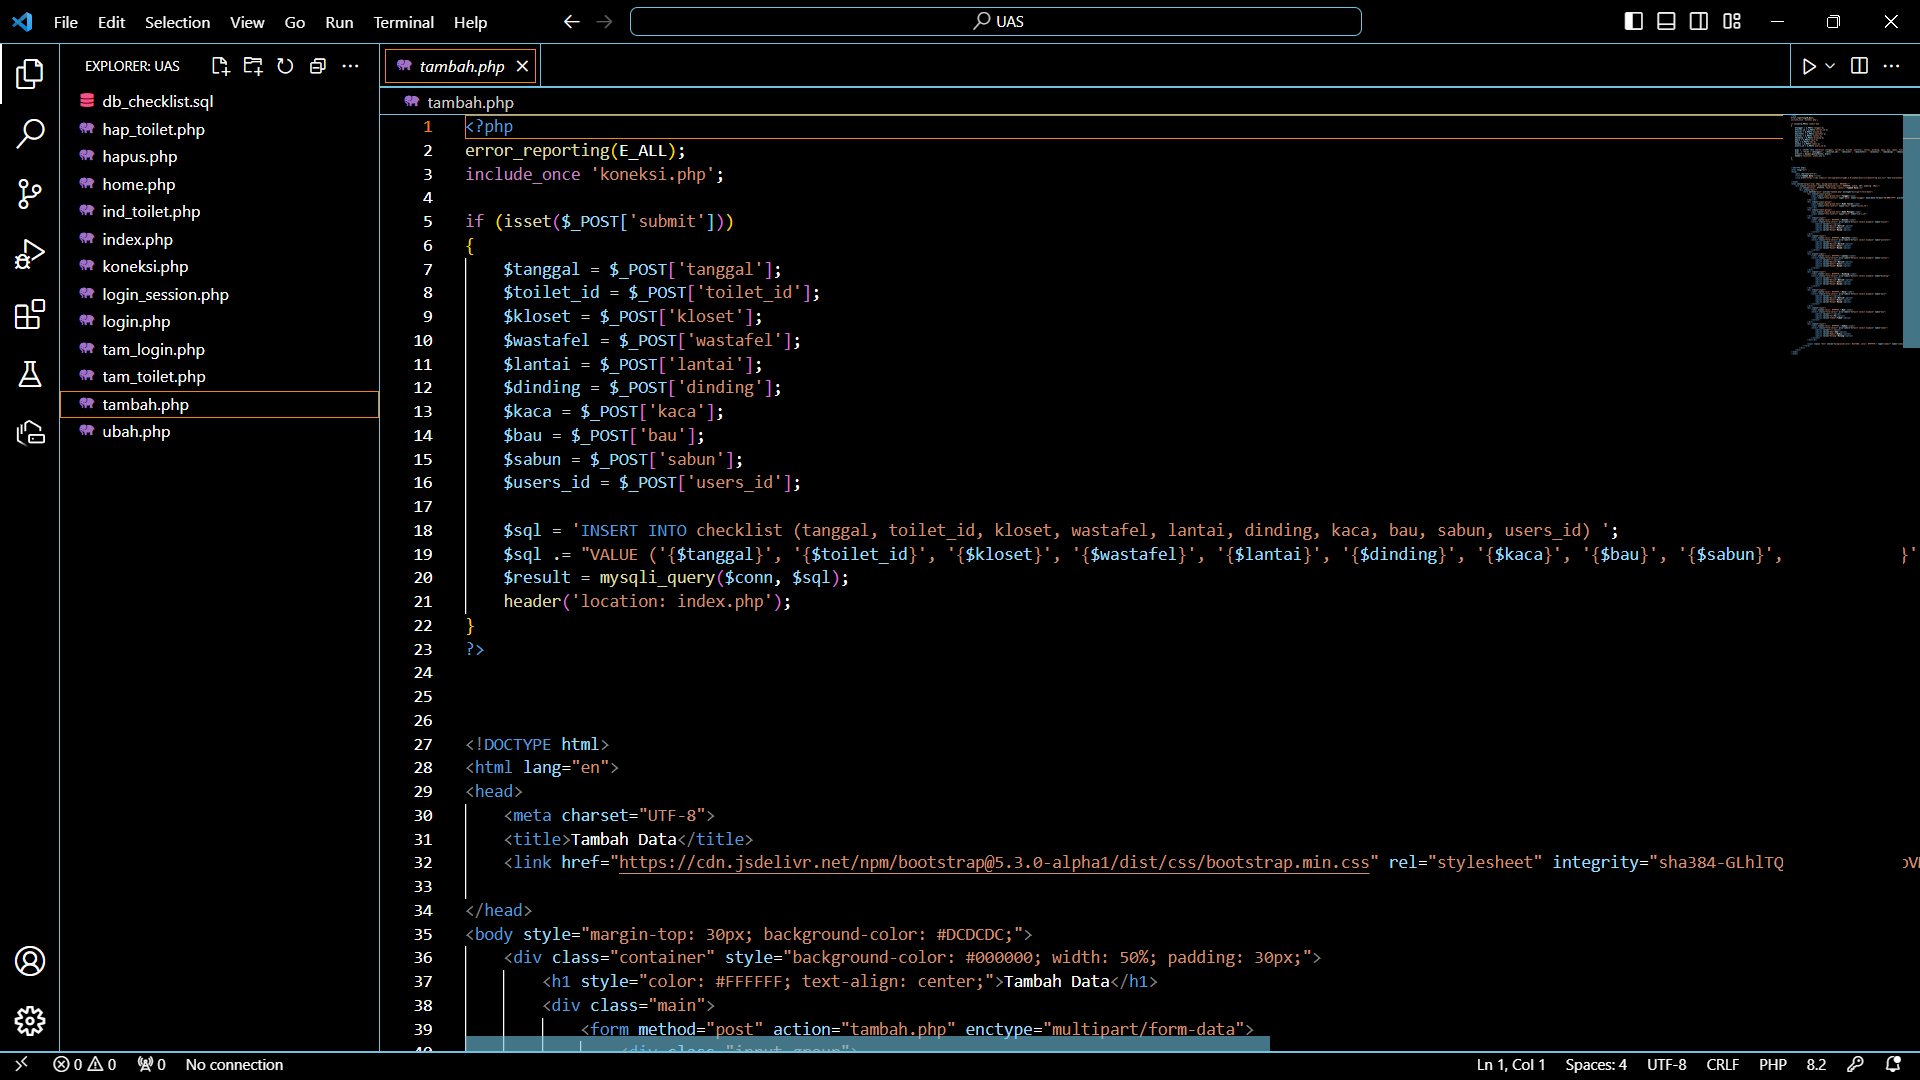 File Edit Selection View Go Run Terminal Help
UAS
EXPLORER: UAS
db_checklist.sql
hap_toilet.php
hapus.php
home.php
ind_toilet.php
index.php
koneksi.php
login_session.php
login.php
tam_login.php
tam_toilet.php
tambah.php
ubah.php
tambah.php
tambah.php
1 <?php
2 error_reporting(E_ALL);
3 include_once 'koneksi.php';
4
5 if (isset($_POST['submit']))
6 {
7 $tanggal = $_POST['tanggal'];
8 $toilet_id = $_POST['toilet_id'];
9 $kloset = $_POST['kloset'];
10 $wastafel = $_POST['wastafel'];
11 $lantai = $_POST['lantai'];
12 $dinding = $_POST['dinding'];
13 $kaca = $_POST['kaca'];
14 $bau = $_POST['bau'];
15 $sabun = $_POST['sabun'];
16 $users_id = $_POST['users_id'];
17
18 $sql = 'INSERT INTO checklist (tanggal, toilet_id, kloset, wastafel, lantai, dinding, kaca, bau, sabun, users_id) ';
19 $sql .= "VALUE ('{$tanggal}', '{$toilet_id}', '{$kloset}', '{$wastafel}', '{$lantai}', '{$dinding}', '{$kaca}', '{$bau}', '{$sabun}', }'
20 $result = mysqli_query($conn, $sql);
21 header('location: index.php');
22 }
23 ?>
24
25
26
27 <!DOCTYPE html>
28 <html lang="en">
29 <head>
30 <meta charset="UTF-8">
31 <title>Tambah Data</title>
32 <link href="https://cdn.jsdelivr.net/npm/bootstrap@5.3.0-alpha1/dist/css/bootstrap.min.css" rel="stylesheet" integrity="sha384-GLhlTQ
33
34 </head>
35 <body style="margin-top: 30px; background-color: #DCDCDC;">
36 <div class="container" style="background-color: #000000; width: 50%; padding: 30px;">
37 <h1 style="color: #FFFFFF; text-align: center;">Tambah Data</h1>
38 <div class="main">
39 <form method="post" action="tambah.php" enctype="multipart/form-data">
40 <div class="input-group">
0 0 0 No connection
Ln 1, Col 1 Spaces: 4 UTF-8 CRLF PHP 8.2